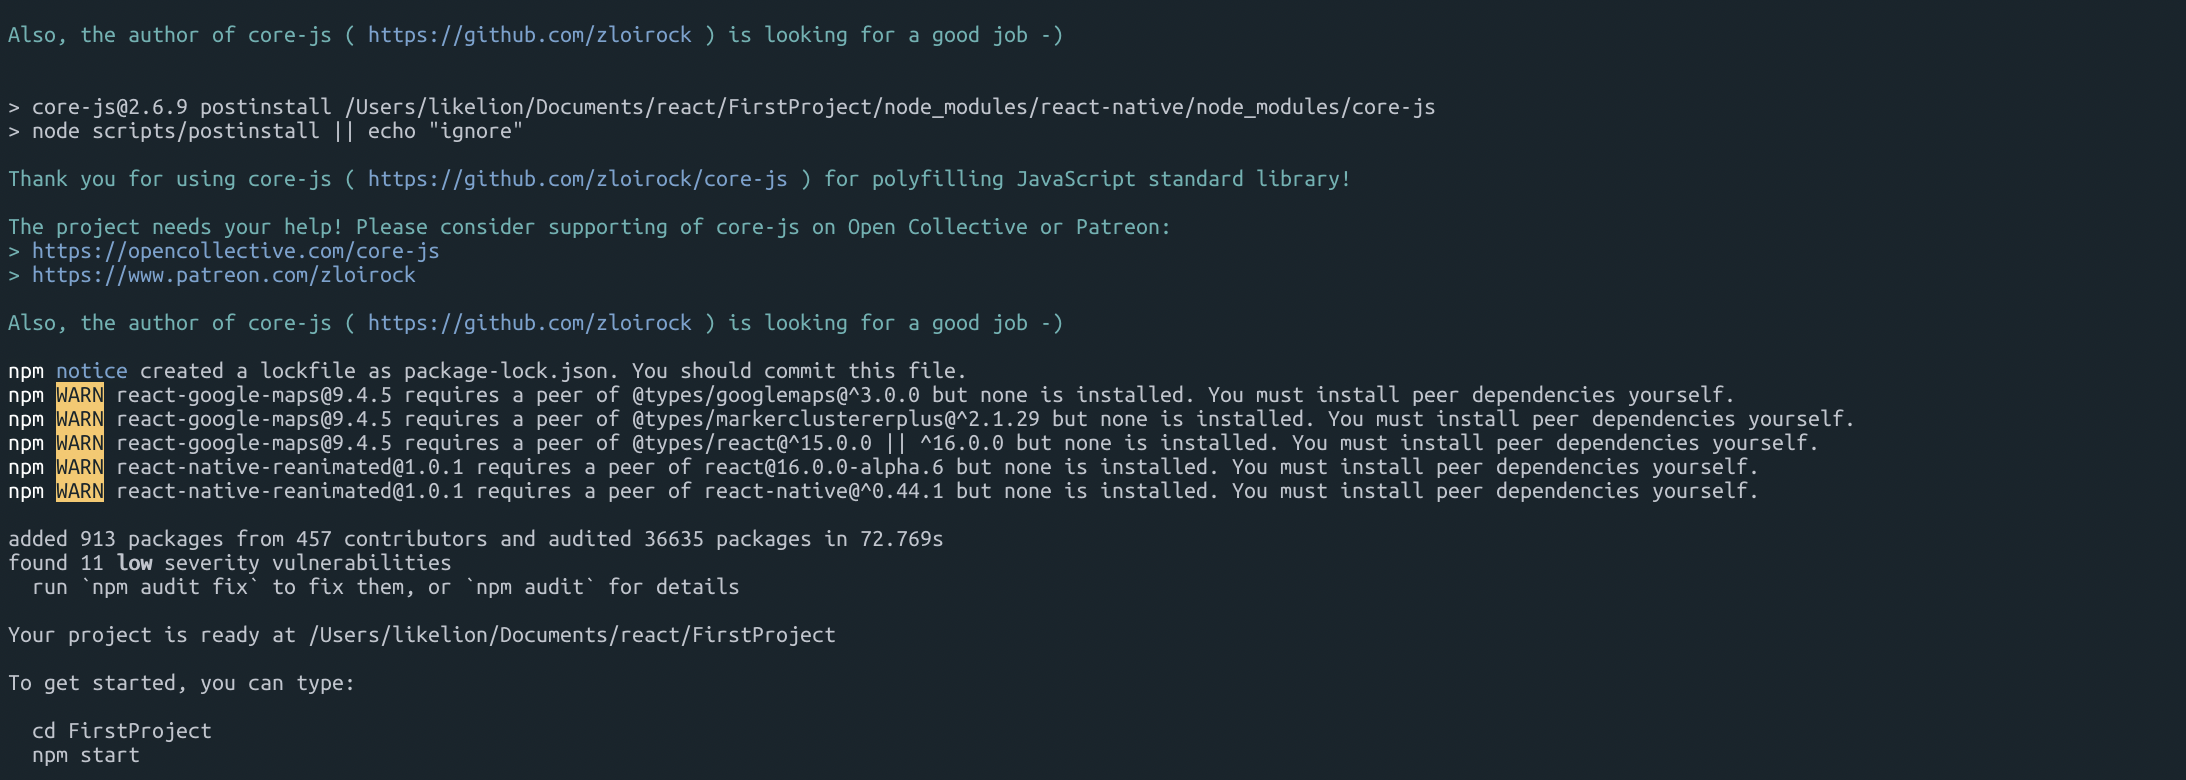 Also, the author of core-js ( https://github.com/zloirock ) is looking for a good job -)
> core-js@2.6.9 postinstall /Users/likelion/Documents/react/FirstProject/node_modules/react-native/node_modules/core-js
> node scripts/postinstall || echo "ignore"
Thank you for using core-js ( https://github.com/zloirock/core-js ) for polyfilling JavaScript standard library!
The project needs your help! Please consider supporting of core-js on Open Collective or Patreon:
> https://opencollective.com/core-js
> https://www.patreon.com/zloirock
Also, the author of core-js ( https://github.com/zloirock ) is looking for a good job -)
npm notice created a lockfile as package-lock.json. You should commit this file.
npm WARN react-google-maps@9.4.5 requires a peer of @types/googlemaps@^3.0.0 but none is installed. You must install peer dependencies yourself.
npm WARN react-google-maps@9.4.5 requires a peer of @types/markerclustererplus@^2.1.29 but none is installed. You must install peer dependencies yourself.
npm WARN react-google-maps@9.4.5 requires a peer of @types/react@^15.0.0 || ^16.0.0 but none is installed. You must install peer dependencies yourself.
npm WARN react-native-reanimated@1.0.1 requires a peer of react@16.0.0-alpha.6 but none is installed. You must install peer dependencies yourself.
npm WARN react-native-reanimated@1.0.1 requires a peer of react-native@^0.44.1 but none is installed. You must install peer dependencies yourself.
added 913 packages from 457 contributors and audited 36635 packages in 72.769s
found 11 low severity vulnerabilities
  run `npm audit fix` to fix them, or `npm audit` for details
Your project is ready at /Users/likelion/Documents/react/FirstProject
To get started, you can type:
  cd FirstProject
  npm start